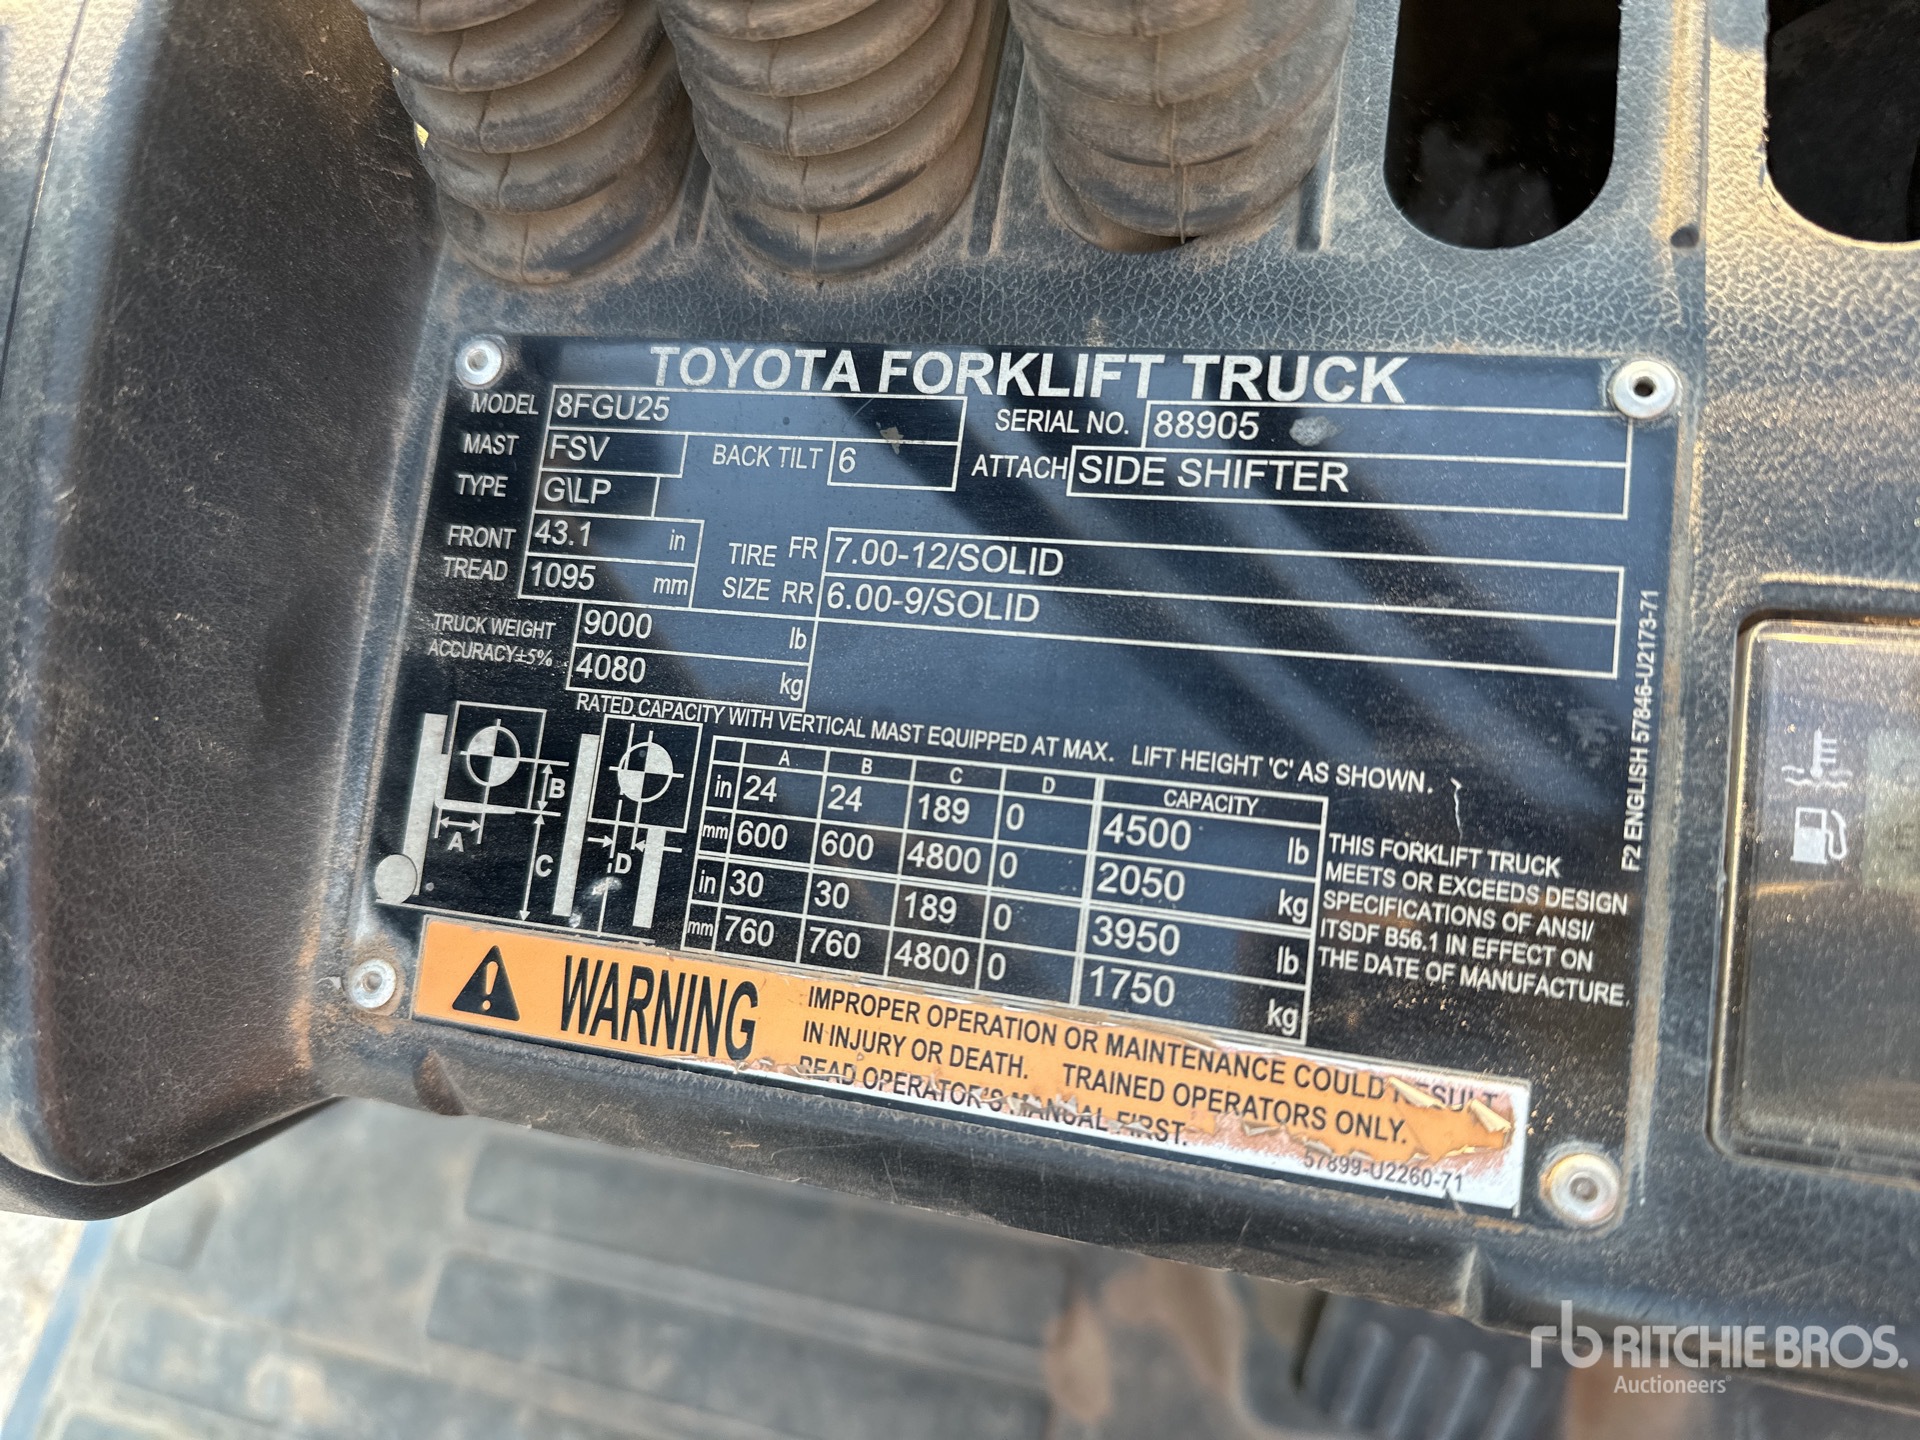 TOYOTA FORKLIFT TRUCK
MODEL 8FGU25 SERIAL NO. 88905
MAST FSV BACK TILT 6 ATTACH SIDE SHIFTER
TYPE G\LP
FRONT TREAD 43.1 in
1095 mm
TIRE SIZE FR 7.00-12/SOLID
RR 6.00-9/SOLID
TRUCK WEIGHT 9000 lb
ACCURACY±5% 4080 kg
RATED CAPACITY WITH VERTICAL MAST EQUIPPED AT MAX. LIFT HEIGHT 'C' AS SHOWN.
A B C D CAPACITY
in 24 24 189 0 4500 lb
mm 600 600 4800 0 2050 kg
in 30 30 189 0 3950 lb
mm 760 760 4800 0 1750 kg
B
A
C
D
THIS FORKLIFT TRUCK
MEETS OR EXCEEDS DESIGN
SPECIFICATIONS OF ANSI/
ITSDF B56.1 IN EFFECT ON
THE DATE OF MANUFACTURE.
F2 ENGLISH 57846-U2173-71
WARNING
IMPROPER OPERATION OR MAINTENANCE COULD RESULT
IN INJURY OR DEATH. TRAINED OPERATORS ONLY.
READ OPERATOR'S MANUAL FIRST.
57899-U2260-71
rb RITCHIE BROS.
Auctioneers